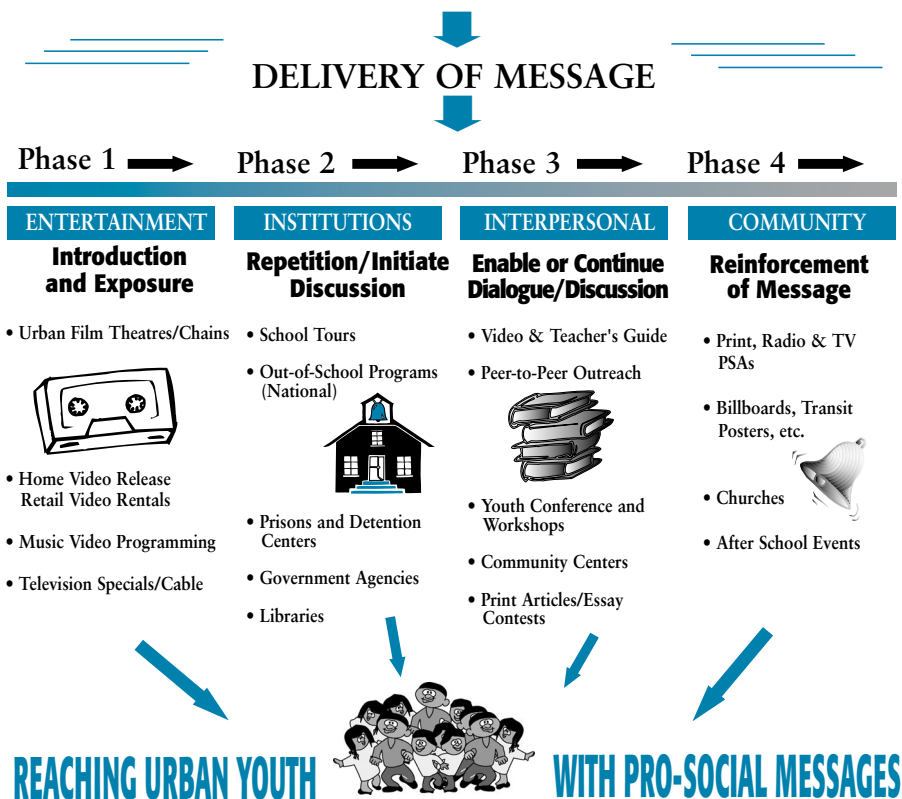 DELIVERY OF MESSAGE
Phase 1
Phase 2
Phase 3
Phase 4
ENTERTAINMENT
Introduction
and Exposure
• Urban Film Theatres/Chains
• Home Video Release
Retail Video Rentals
• Music Video Programming
• Television Specials/Cable
INSTITUTIONS
Repetition/Initiate
Discussion
• School Tours
• Out-of-School Programs
(National)
• Prisons and Detention
Centers
• Government Agencies
• Libraries
INTERPERSONAL
Enable or Continue
Dialogue/Discussion
• Video & Teacher's Guide
• Peer-to-Peer Outreach
• Youth Conference and
Workshops
• Community Centers
• Print Articles/Essay
Contests
COMMUNITY
Reinforcement
of Message
• Print, Radio & TV
PSAs
• Billboards, Transit
Posters, etc.
• Churches
• After School Events
REACHING URBAN YOUTH
WITH PRO-SOCIAL MESSAGES